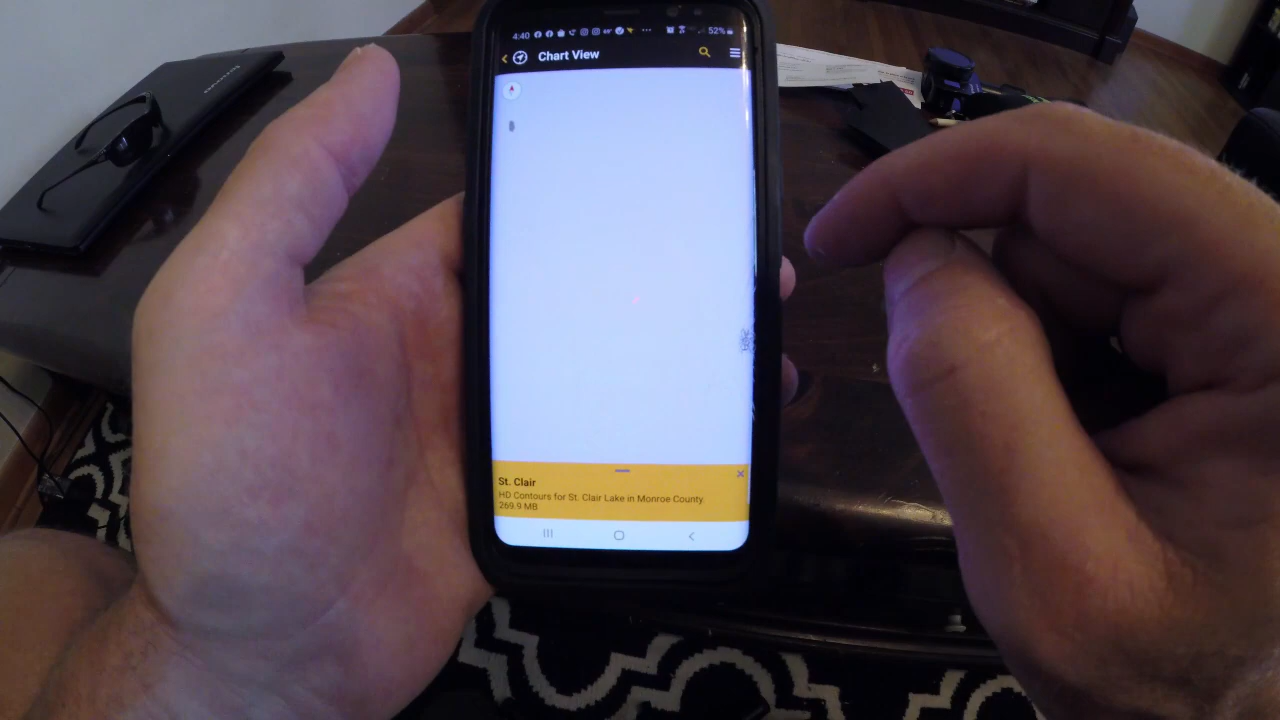 4:40
52%
Chart View
St. Clair
HD Contours for St. Clair Lake in Monroe County
269.9 MB
lenovo